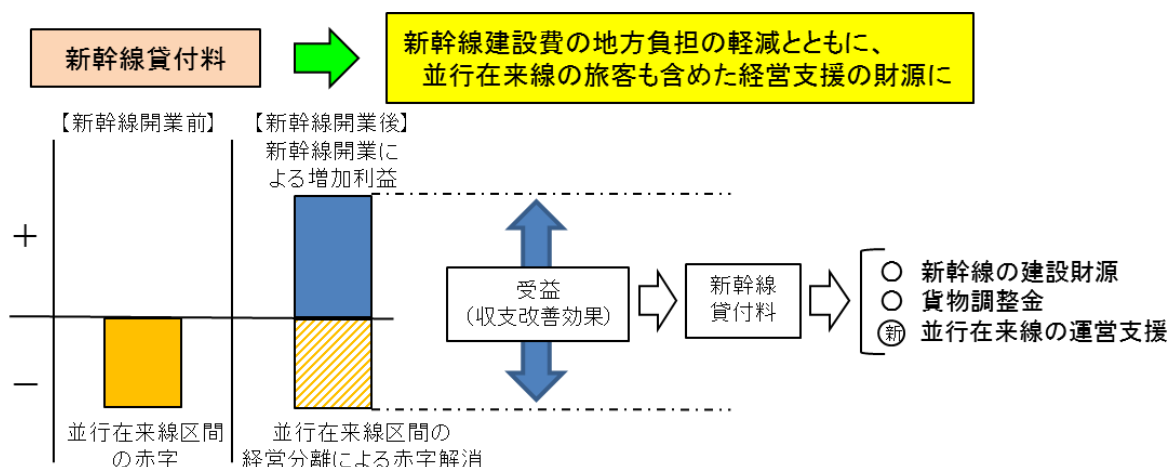 新幹線貸付料
新幹線建設費の地方負担の軽減とともに、
並行在来線の旅客も含めた経営支援の財源に
【新幹線開業前】
【新幹線開業後】
新幹線開業に
よる増加利益
＋
－
受益
(収支改善効果)
新幹線
貸付料
○ 新幹線の建設財源
○ 貨物調整金
㊟新 並行在来線の運営支援
並行在来線区間
の赤字
並行在来線区間の
経営分離による赤字解消